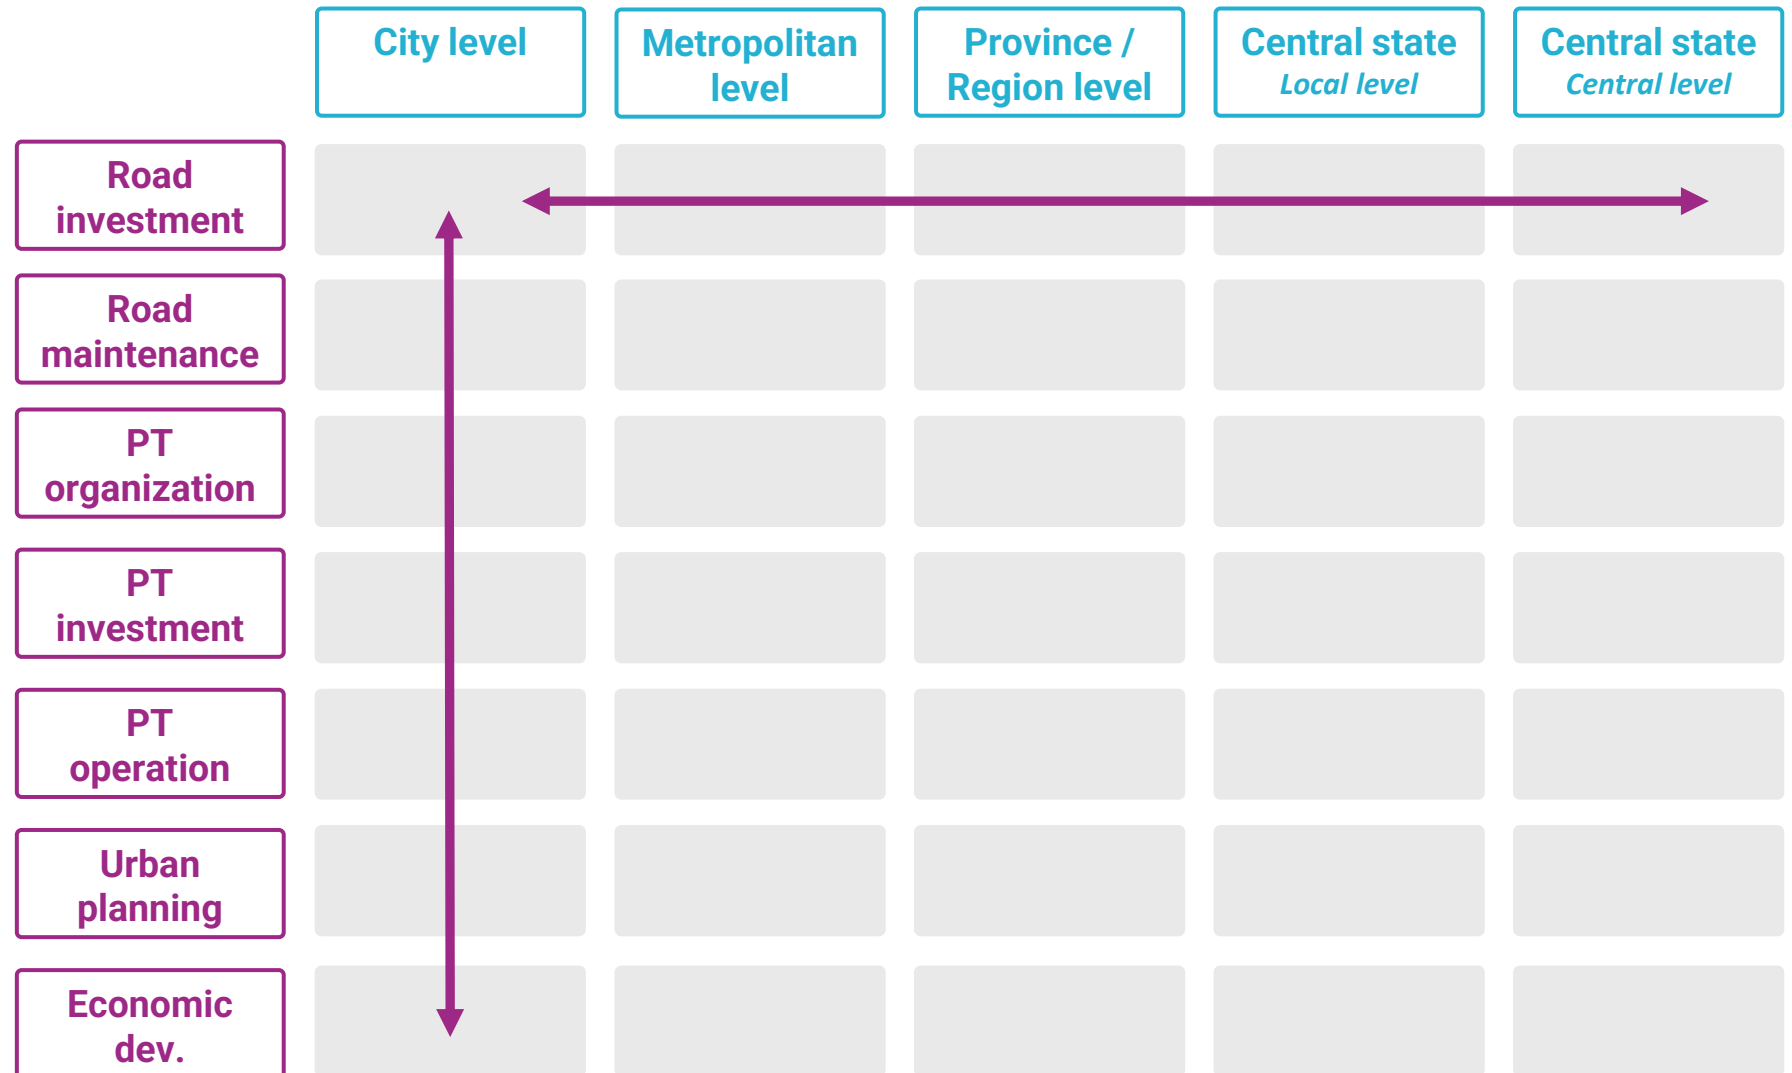 City level
Metropolitan
level
Province /
Region level
Central state
Local level
Central state
Central level
Road
investment
Road
maintenance
PT
organization
PT
investment
PT
operation
Urban
planning
Economic
dev.